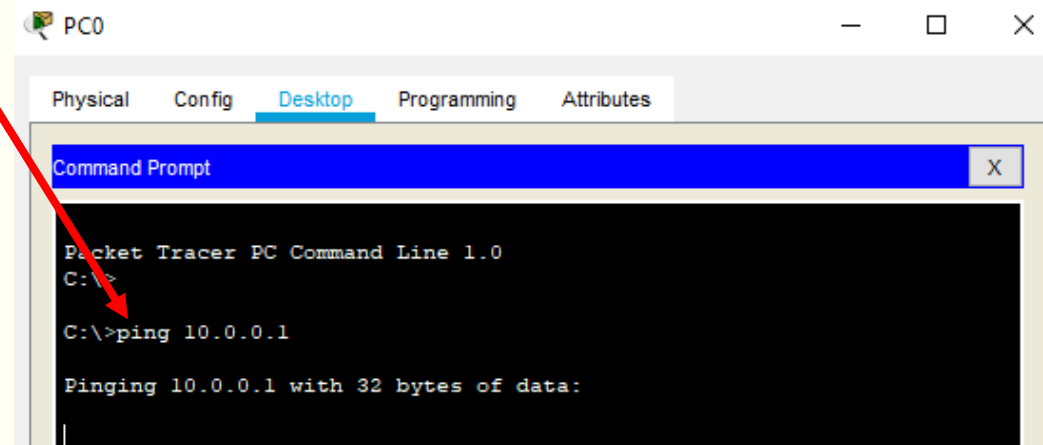 PC0
Physical Config Desktop Programming Attributes
Command Prompt X
Packet Tracer PC Command Line 1.0
C:\>
C:\>ping 10.0.0.1
Pinging 10.0.0.1 with 32 bytes of data: